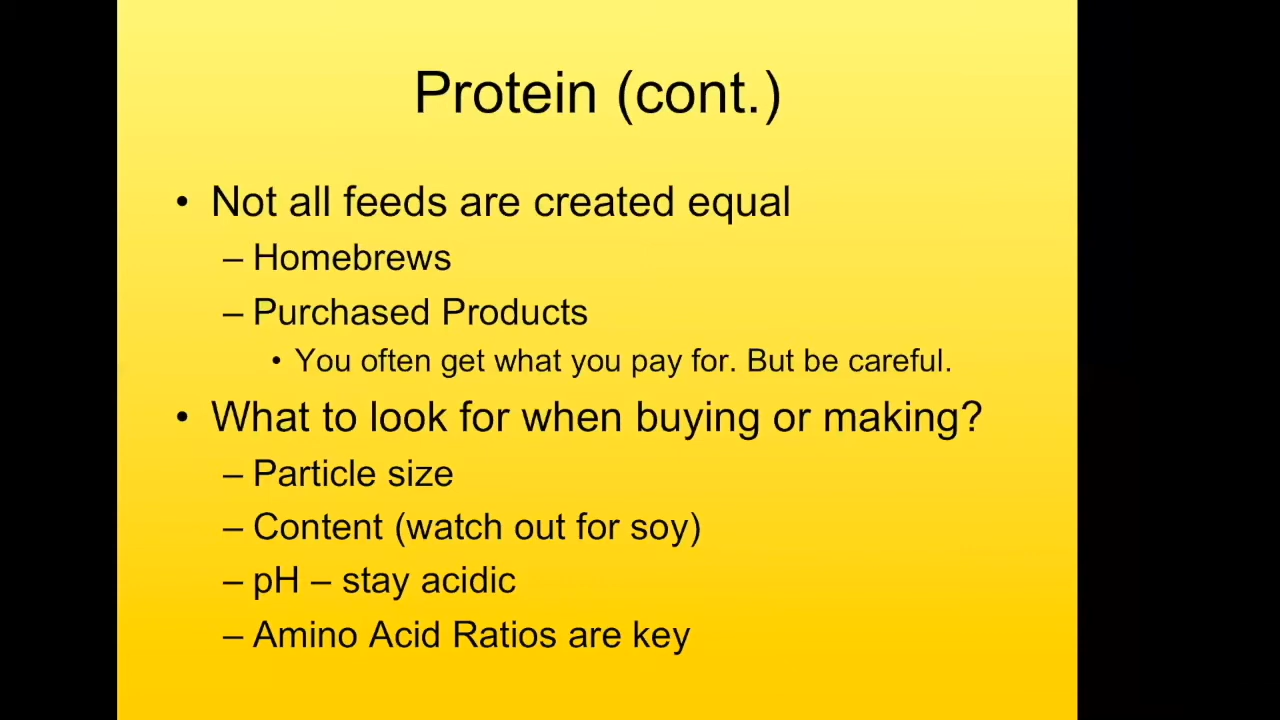 Protein (cont.)
• Not all feeds are created equal
– Homebrews
– Purchased Products
• You often get what you pay for. But be careful.
• What to look for when buying or making?
– Particle size
– Content (watch out for soy)
– pH – stay acidic
– Amino Acid Ratios are key